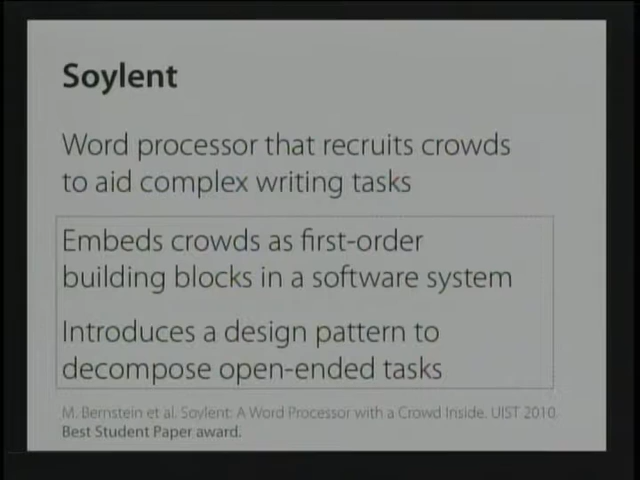 Soylent
Word processor that recruits crowds
to aid complex writing tasks
Embeds crowds as first-order
building blocks in a software system
Introduces a design pattern to
decompose open-ended tasks
M. Bernstein et al. Soylent: A Word Processor with a Crowd Inside. UIST 2010.
Best Student Paper award.